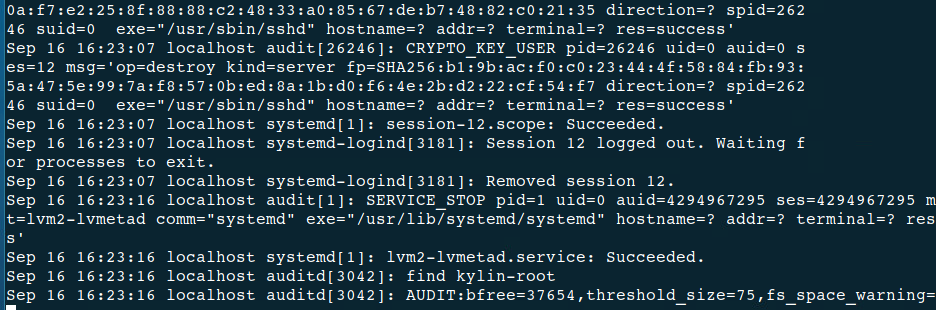 0a:f7:e2:25:8f:88:88:c2:48:33:a0:85:67:de:b7:48:82:c0:21:35 direction=? spid=262
46 suid=0  exe="/usr/sbin/sshd" hostname=? addr=? terminal=? res=success'
Sep 16 16:23:07 localhost audit[26246]: CRYPTO_KEY_USER pid=26246 uid=0 auid=0 s
es=12 msg='op=destroy kind=server fp=SHA256:b1:9b:ac:f0:c0:23:44:4f:58:84:fb:93:
5a:47:5e:99:7a:f8:57:0b:ed:8a:1b:d0:f6:4e:2b:d2:22:cf:54:f7 direction=? spid=262
46 suid=0  exe="/usr/sbin/sshd" hostname=? addr=? terminal=? res=success'
Sep 16 16:23:07 localhost systemd[1]: session-12.scope: Succeeded.
Sep 16 16:23:07 localhost systemd-logind[3181]: Session 12 logged out. Waiting f
or processes to exit.
Sep 16 16:23:07 localhost systemd-logind[3181]: Removed session 12.
Sep 16 16:23:16 localhost audit[1]: SERVICE_STOP pid=1 uid=0 auid=4294967295 ses=4294967295 m
t=lvm2-lvmetad comm="systemd" exe="/usr/lib/systemd/systemd" hostname=? addr=? terminal=? res
s'
Sep 16 16:23:16 localhost systemd[1]: lvm2-lvmetad.service: Succeeded.
Sep 16 16:23:16 localhost auditd[3042]: find kylin-root
Sep 16 16:23:16 localhost auditd[3042]: AUDIT:bfree=37654,threshold_size=75,fs_space_warning=